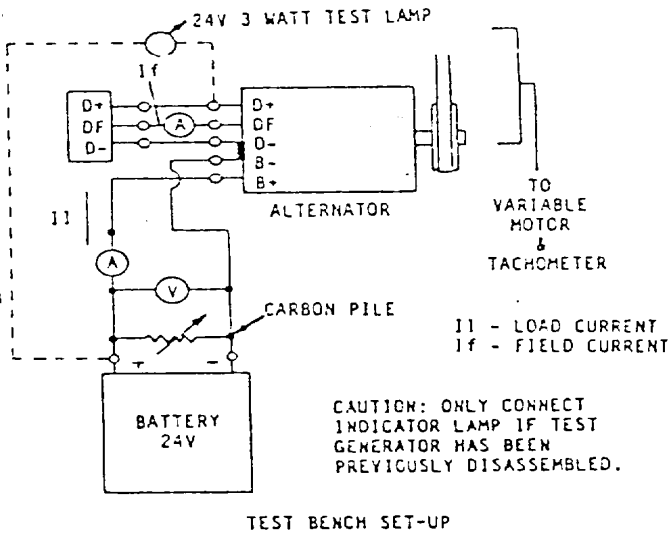 24V 3 WATT TEST LAMP
If
D+
DF
D-
A
D+
DF
D-
B-
B+
ALTERNATOR
TO
VARIABLE
MOTOR
&
TACHOMETER
Il
A
V
CARBON PILE
Il - LOAD CURRENT
If - FIELD CURRENT
+ -
BATTERY
24V
CAUTION: ONLY CONNECT
INDICATOR LAMP IF TEST
GENERATOR HAS BEEN
PREVIOUSLY DISASSEMBLED.
TEST BENCH SET-UP